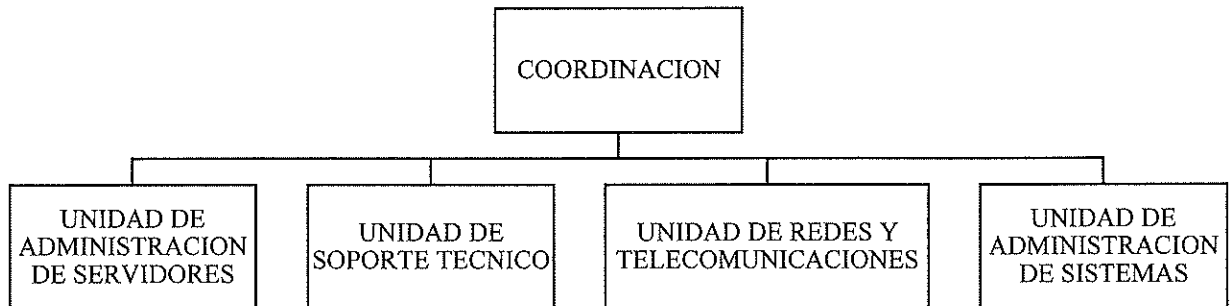 COORDINACION
UNIDAD DE
ADMINISTRACION
DE SERVIDORES
UNIDAD DE
SOPORTE TECNICO
UNIDAD DE REDES Y
TELECOMUNICACIONES
UNIDAD DE
ADMINISTRACION
DE SISTEMAS